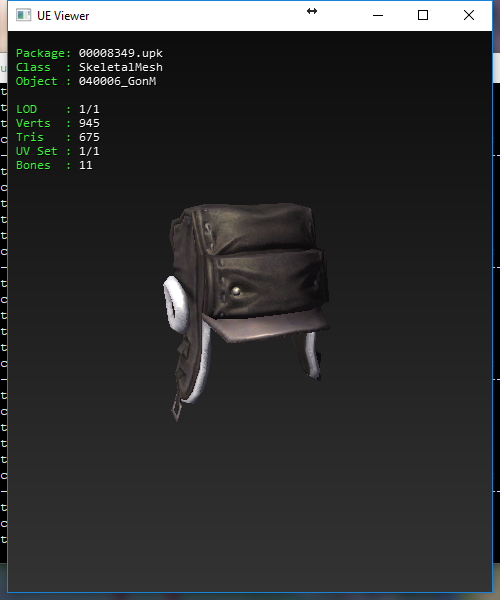 UE Viewer
Package: 00008349.upk
Class : SkeletalMesh
Object : 040006_GonM
LOD : 1/1
Verts : 945
Tris : 675
UV Set : 1/1
Bones : 11